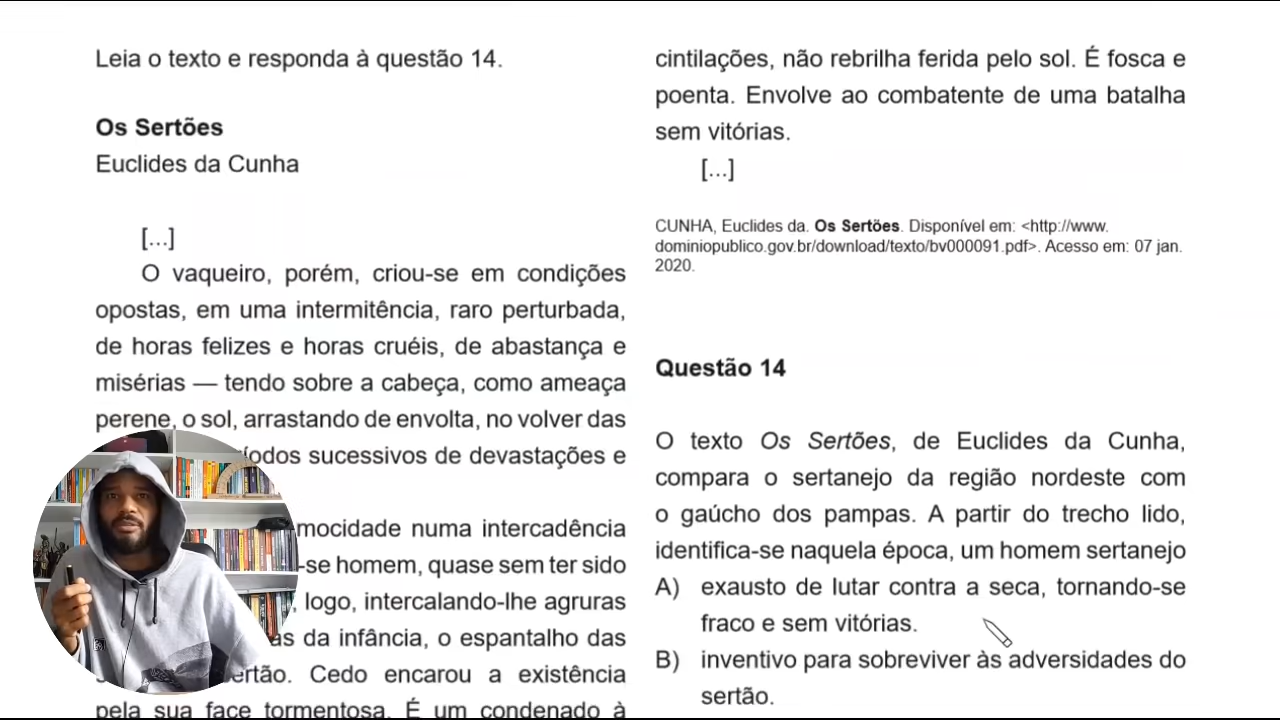 Leia o texto e responda à questão 14.
Os Sertões
Euclides da Cunha
[...]
O vaqueiro, porém, criou-se em condições
opostas, em uma intermitência, raro perturbada,
de horas felizes e horas cruéis, de abastança e
misérias — tendo sobre a cabeça, como ameaça
perene, o sol, arrastando de envolta, no volver das
íodos sucessivos de devastações e
mocidade numa intercadência
-se homem, quase sem ter sido
, logo, intercalando-lhe agruras
as da infância, o espantalho das
ertão. Cedo encarou a existência
pela sua face tormentosa. É um condenado à
cintilações, não rebrilha ferida pelo sol. É fosca e
poenta. Envolve ao combatente de uma batalha
sem vitórias.
[...]
CUNHA, Euclides da. Os Sertões. Disponível em: <http://www.
dominiopublico.gov.br/download/texto/bv000091.pdf>. Acesso em: 07 jan.
2020.
Questão 14
O texto Os Sertões, de Euclides da Cunha,
compara o sertanejo da região nordeste com
o gaúcho dos pampas. A partir do trecho lido,
identifica-se naquela época, um homem sertanejo
A) exausto de lutar contra a seca, tornando-se
fraco e sem vitórias.
B) inventivo para sobreviver às adversidades do
sertão.